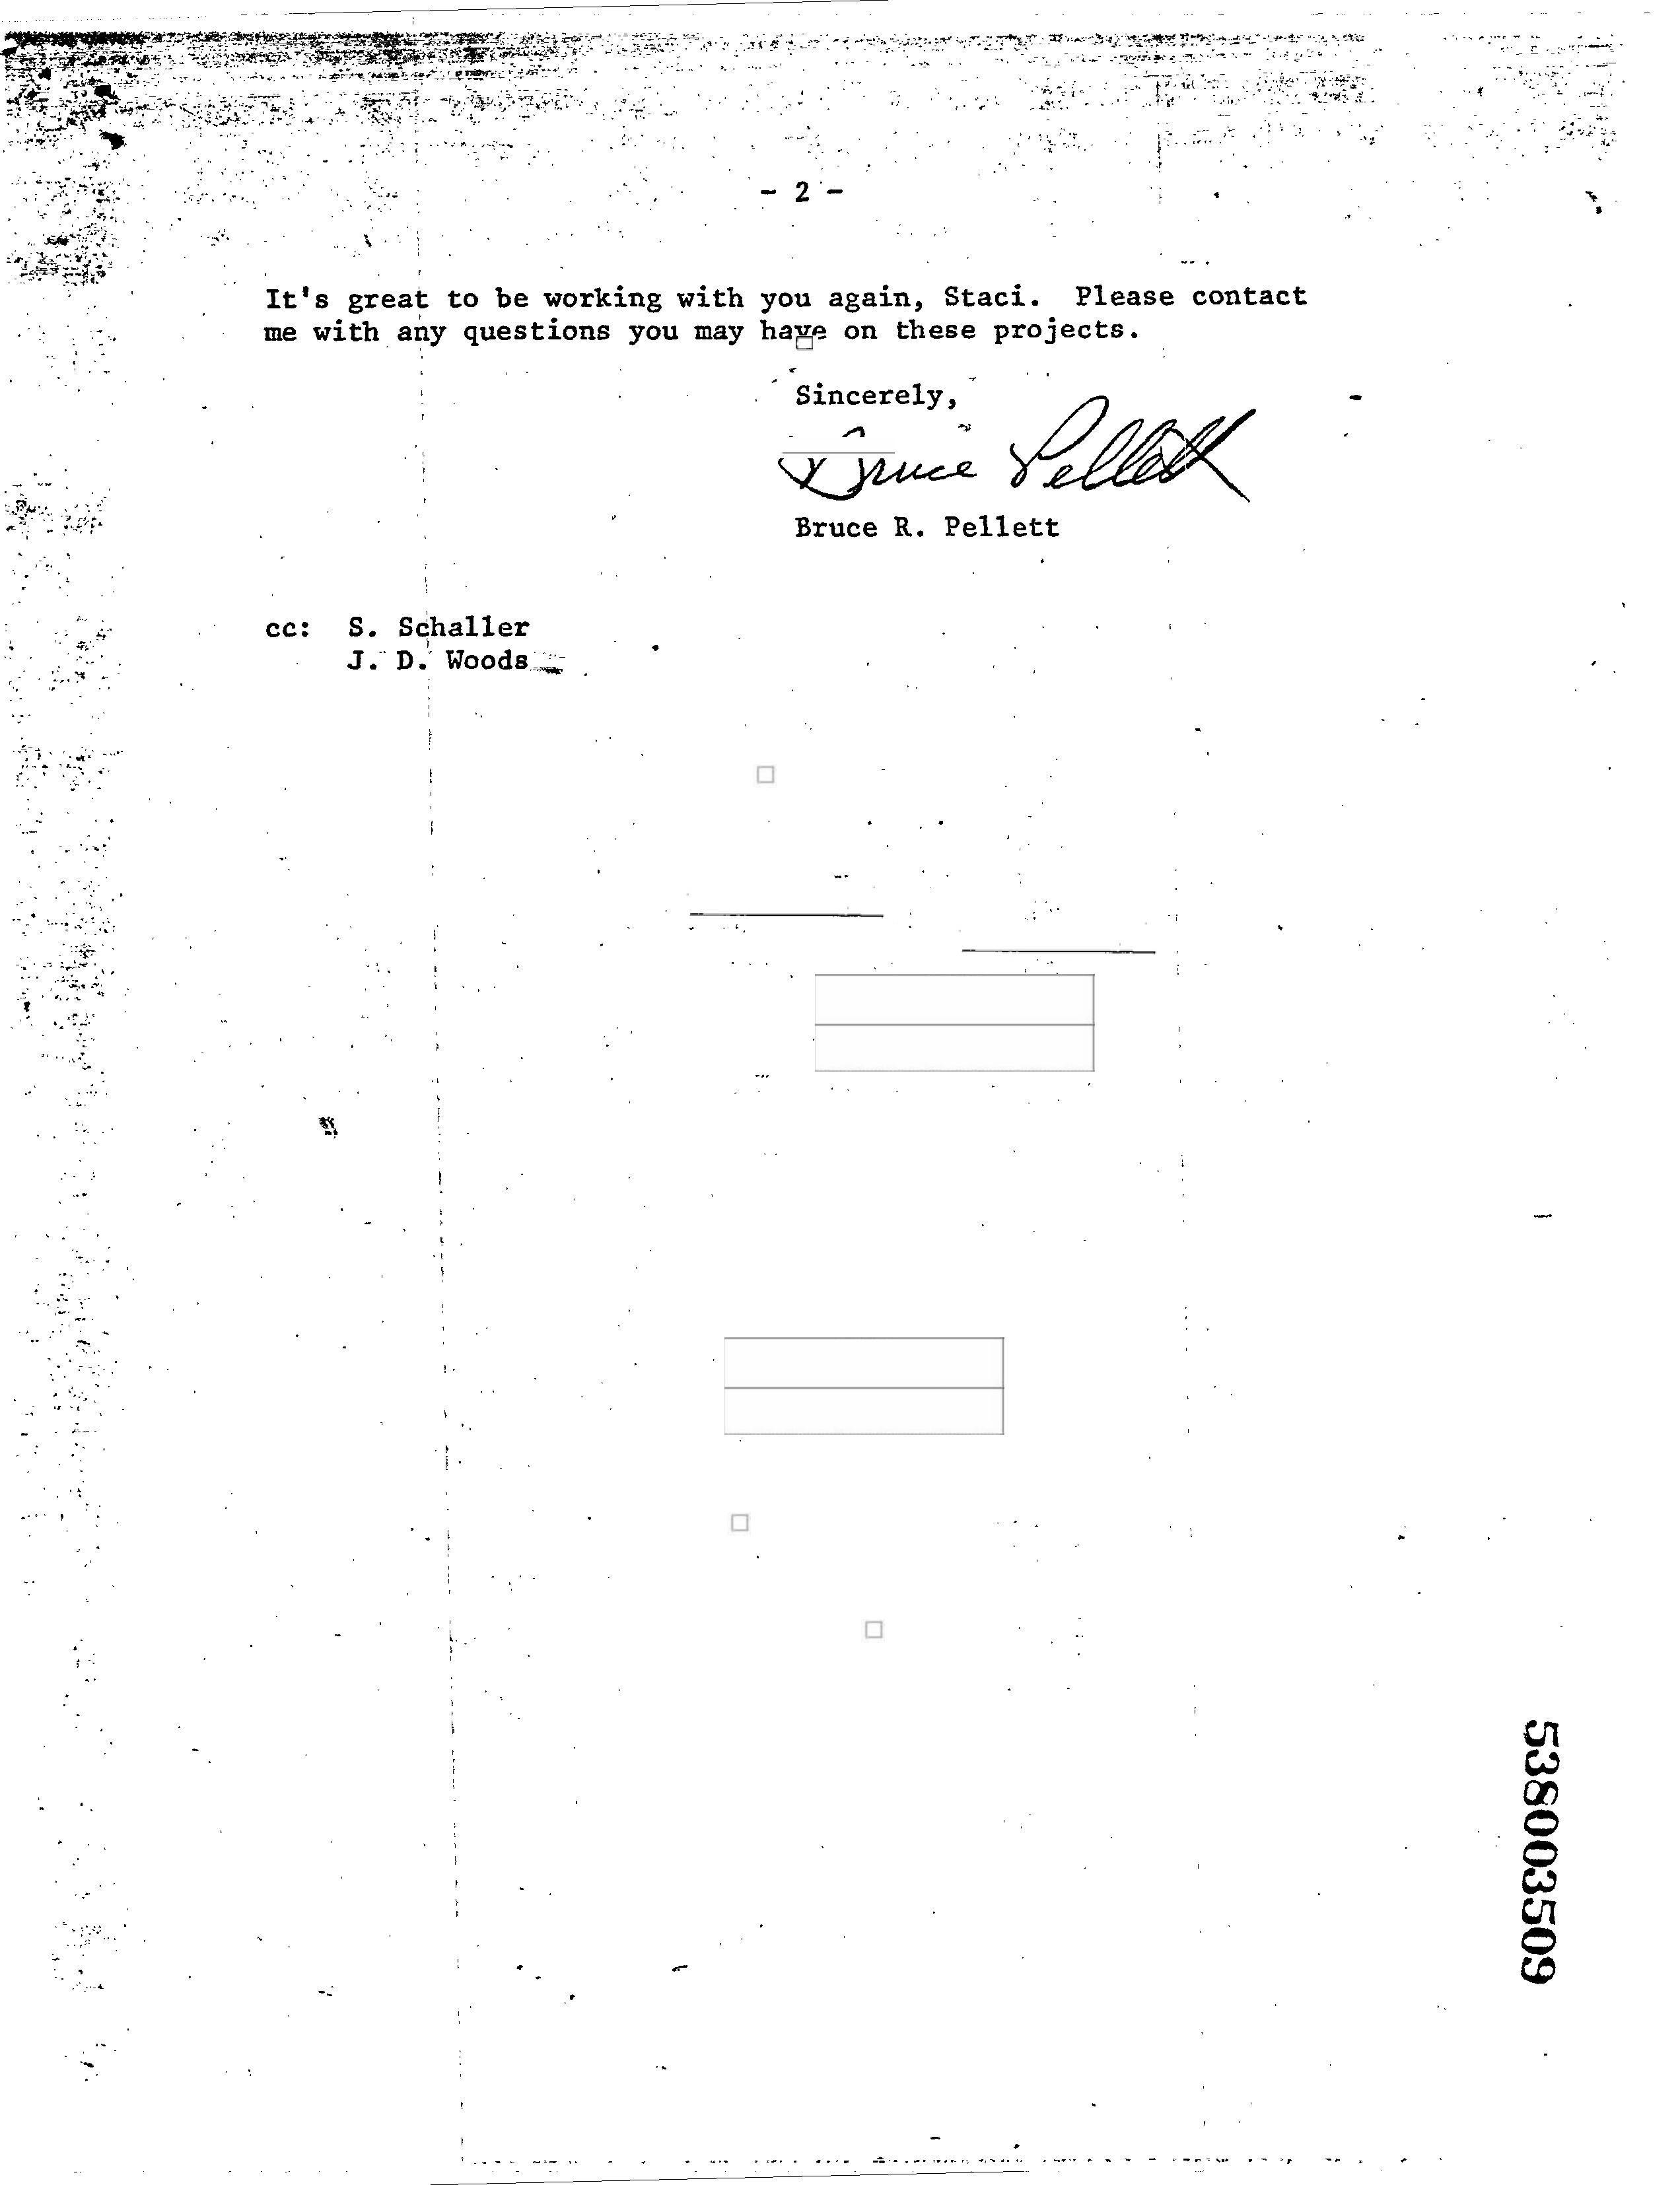 - 2 -
It's great to be working with you again, Staci. Please contact
me with any questions you may have on these projects.
Sincerely,
Bruce Pellett
Bruce R. Pellett
cc: S. Schaller
J. D. Woods
538003509